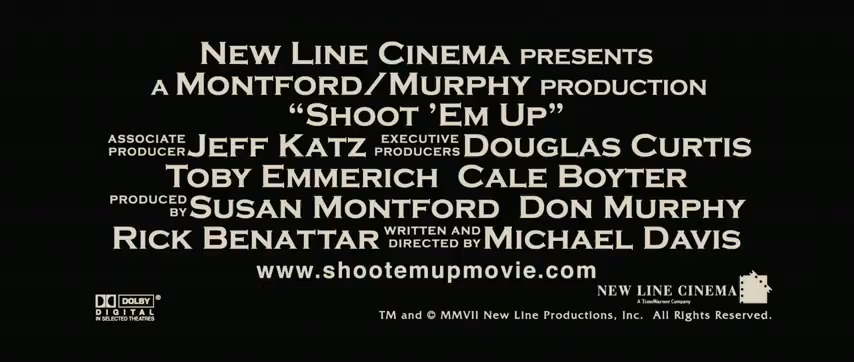 NEW LINE CINEMA PRESENTS
A MONTFORD/MURPHY PRODUCTION
“SHOOT ’EM UP”
ASSOCIATE PRODUCER JEFF KATZ EXECUTIVE PRODUCERS DOUGLAS CURTIS
TOBY EMMERICH CALE BOYTER
PRODUCED BY SUSAN MONTFORD DON MURPHY
RICK BENATTAR WRITTEN AND DIRECTED BY MICHAEL DAVIS
www.shootemupmovie.com
NEW LINE CINEMA
A TimeWarner Company
DOLBY®
DIGITAL
IN SELECTED THEATRES
TM and © MMVII New Line Productions, Inc. All Rights Reserved.